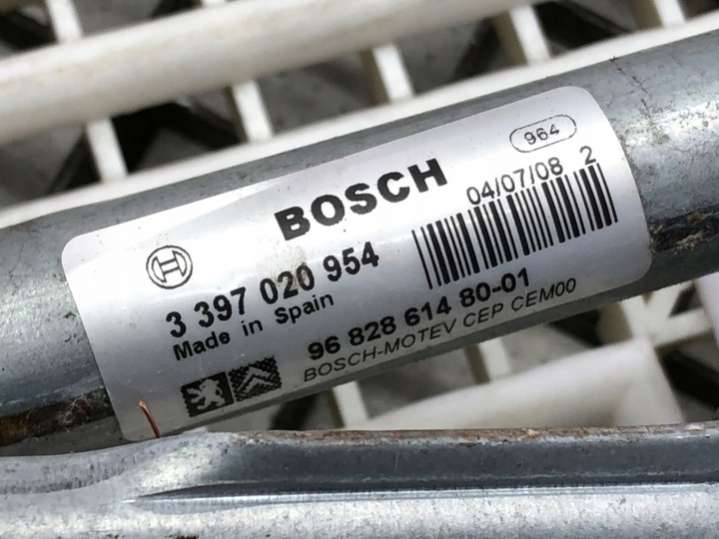 964
BOSCH
04/07/08 2
3 397 020 954
Made in Spain
96 828 614 80-01
BOSCH-MOTEV CEP CEM00